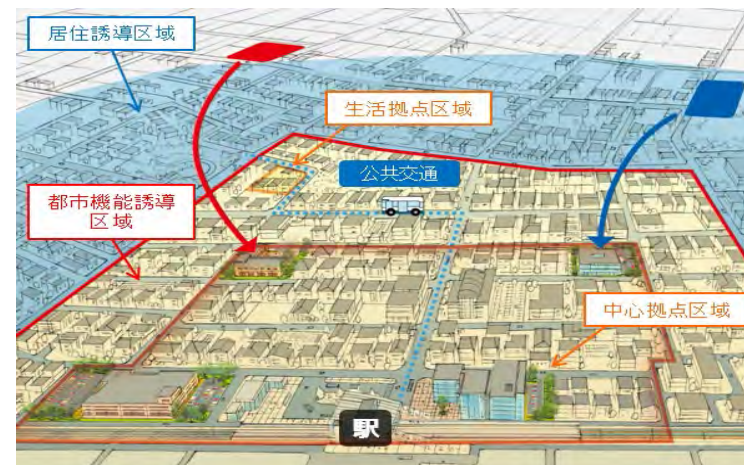 居住誘導区域
生活拠点区域
公共交通
都市機能誘導
区域
中心拠点区域
駅